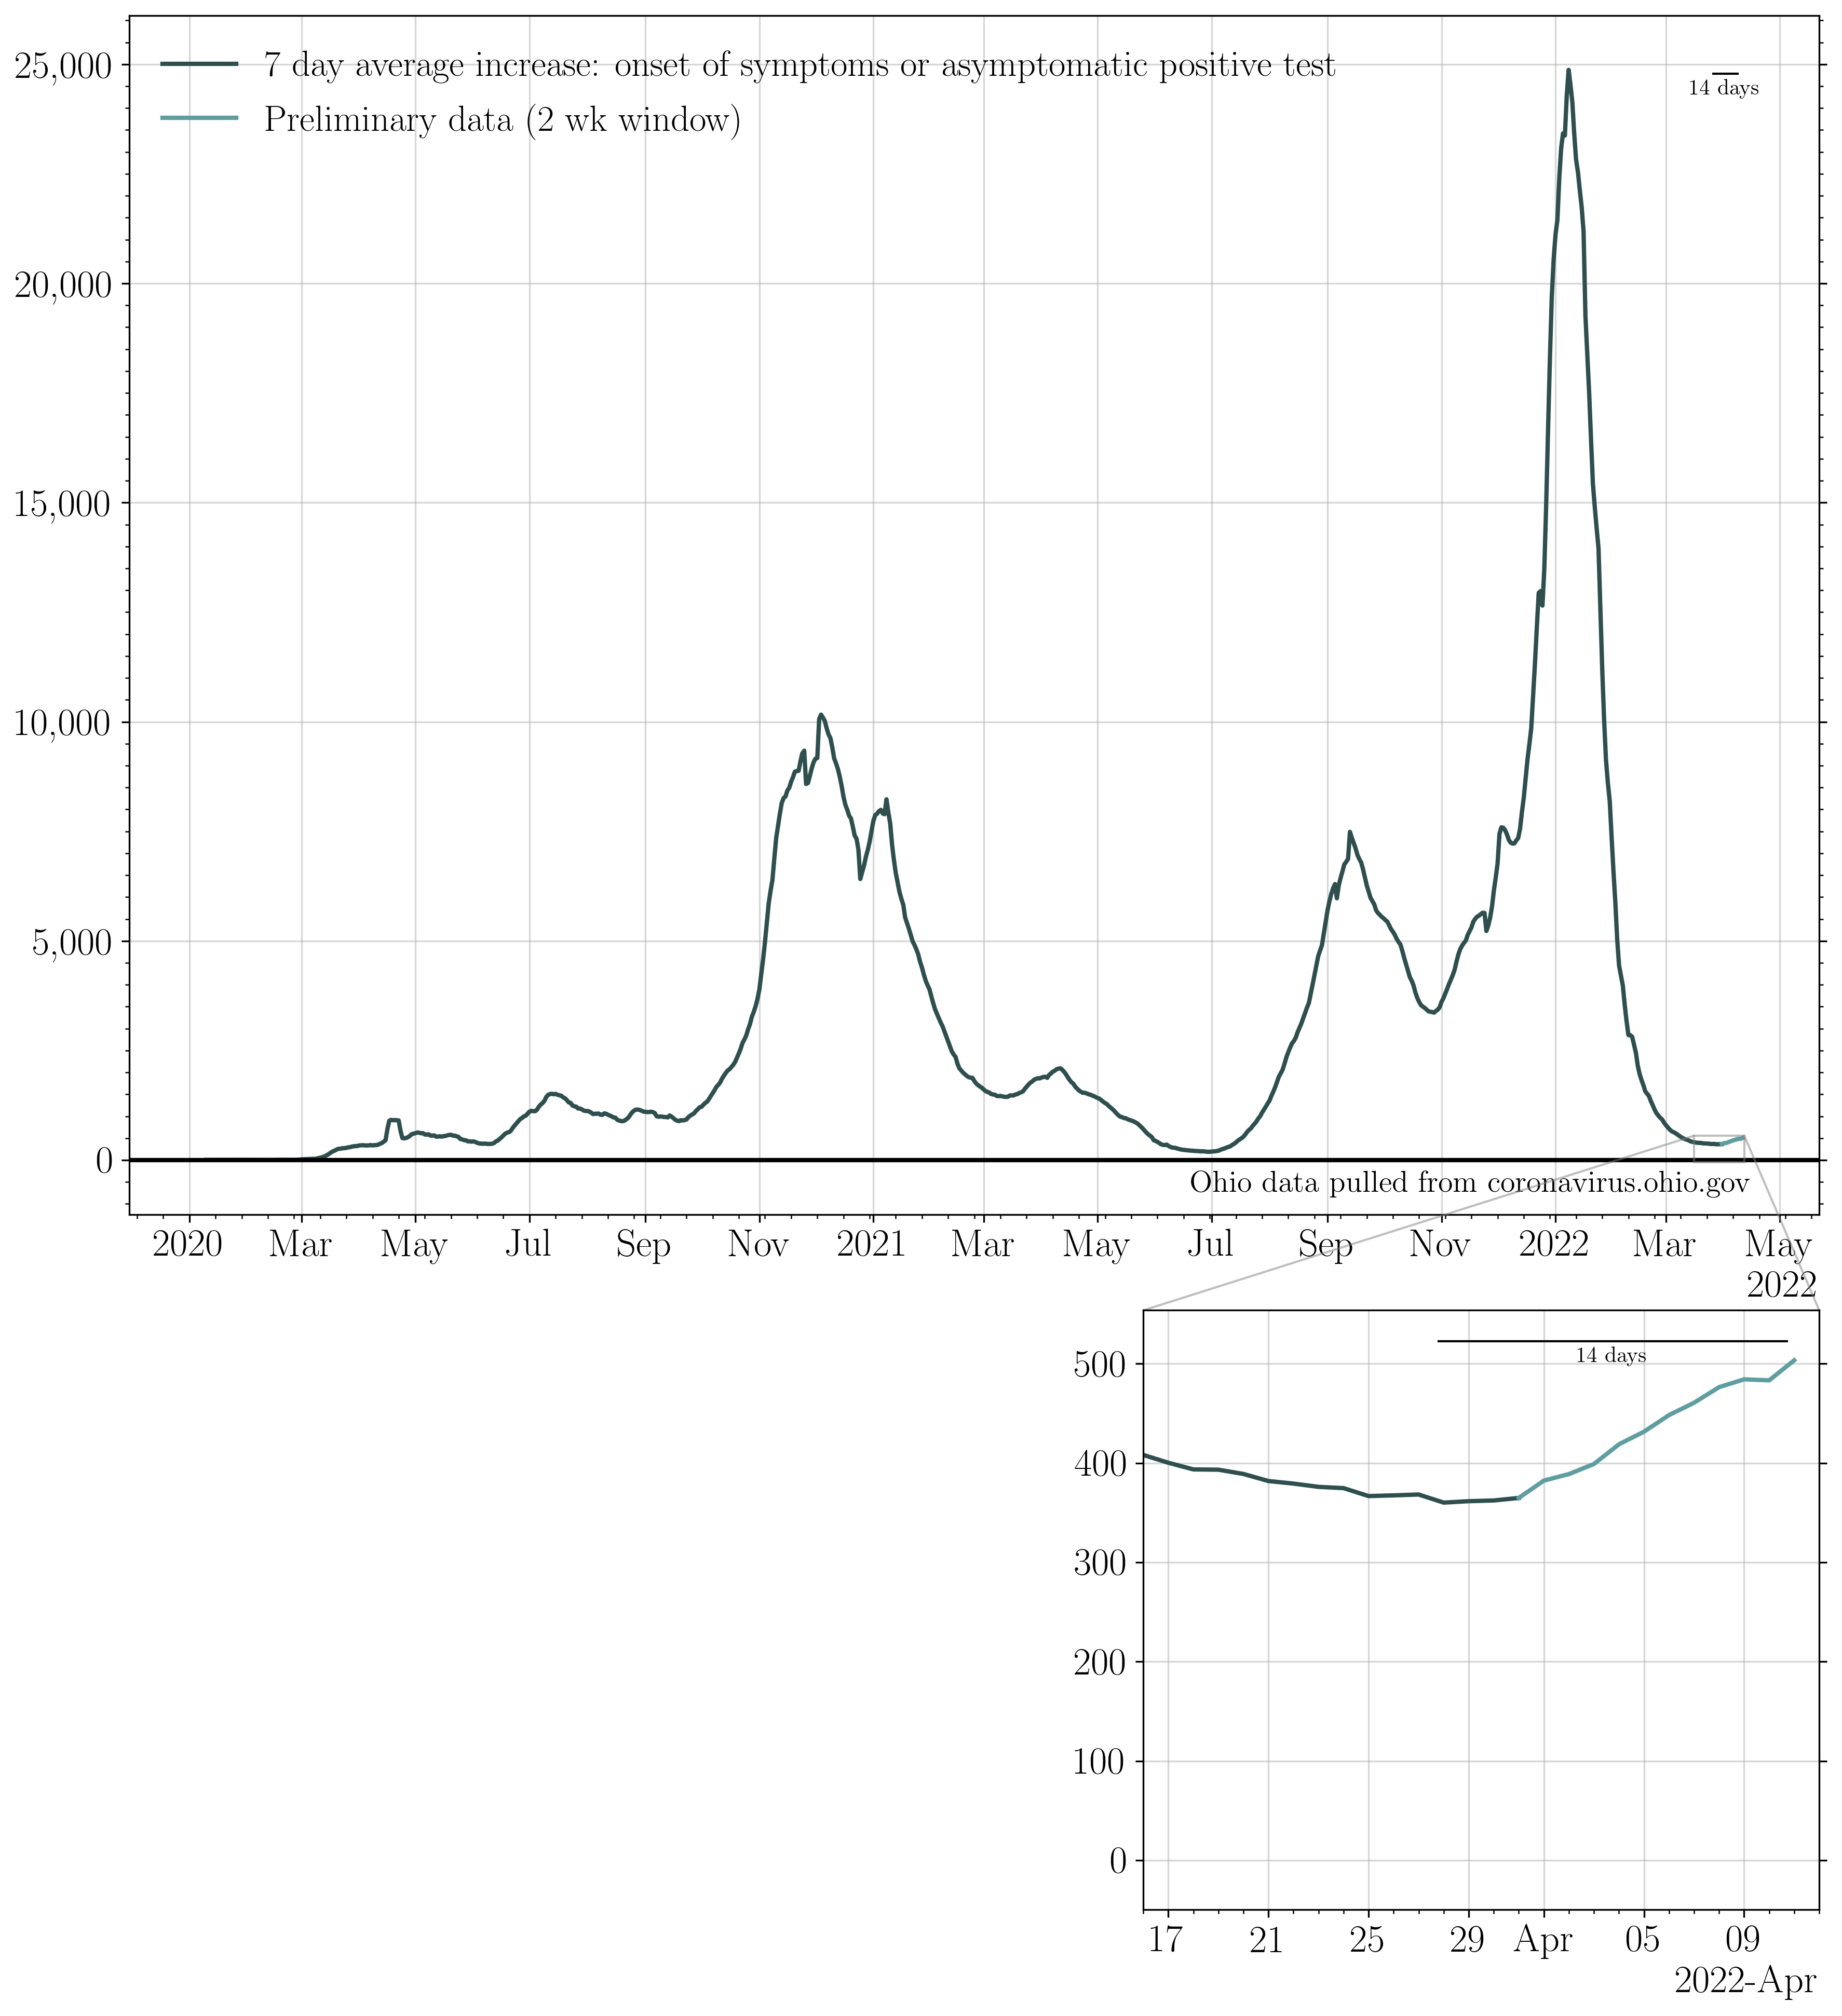 25,000
20,000
15,000
10,000
5,000
0
7 day average increase: onset of symptoms or asymptomatic positive test
Preliminary data (2 wk window)
14 days
Ohio data pulled from coronavirus.ohio.gov
2020 Mar May Jul Sep Nov 2021 Mar May Jul Sep Nov 2022 Mar May
2022
500
400
300
200
100
0
14 days
17 21 25 29 Apr 05 09
2022-Apr